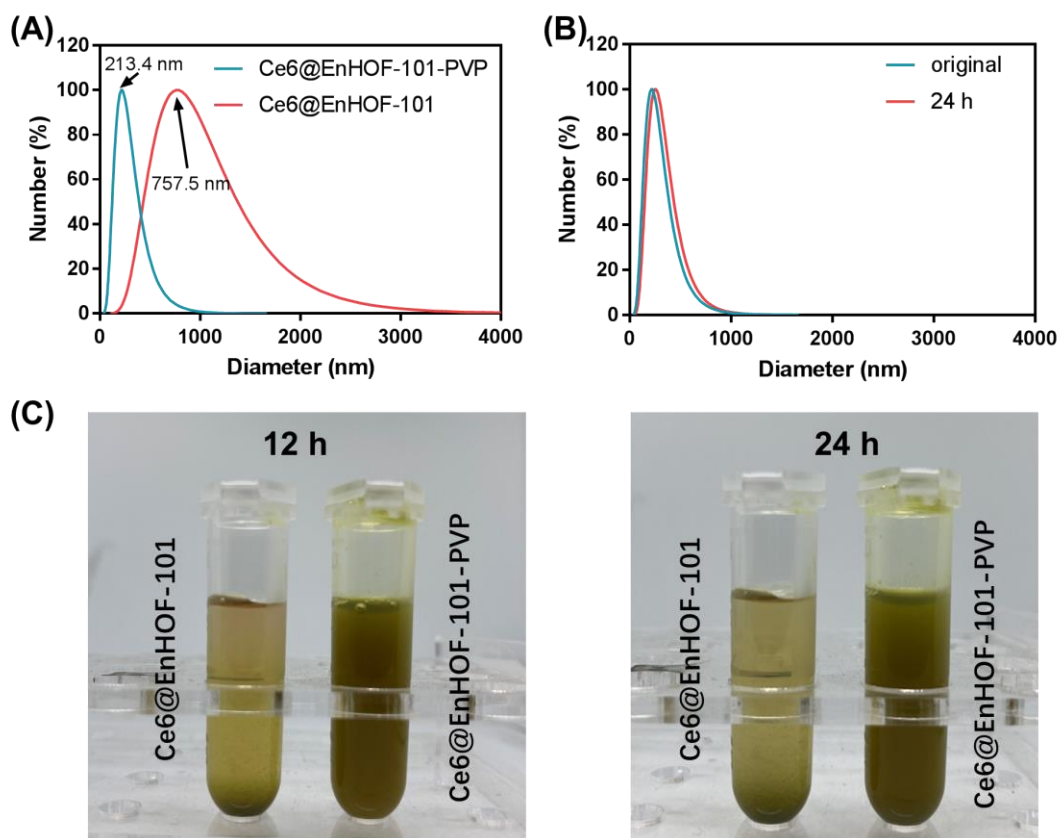 (A)
120
100
80
60
40
20
0
Number (%)
213.4 nm
757.5 nm
Ce6@EnHOF-101-PVP
Ce6@EnHOF-101
0 1000 2000 3000 4000
Diameter (nm)
(B)
120
100
80
60
40
20
0
Number (%)
original
24 h
0 1000 2000 3000 4000
Diameter (nm)
(C)
12 h
Ce6@EnHOF-101
Ce6@EnHOF-101-PVP
24 h
Ce6@EnHOF-101
Ce6@EnHOF-101-PVP